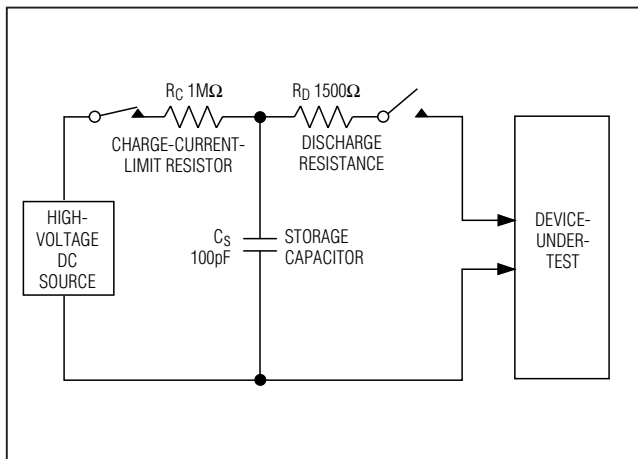 R_C 1MΩ
CHARGE-CURRENT-
LIMIT RESISTOR
R_D 1500Ω
DISCHARGE
RESISTANCE
HIGH-
VOLTAGE
DC
SOURCE
C_S
100pF
STORAGE
CAPACITOR
DEVICE-
UNDER-
TEST